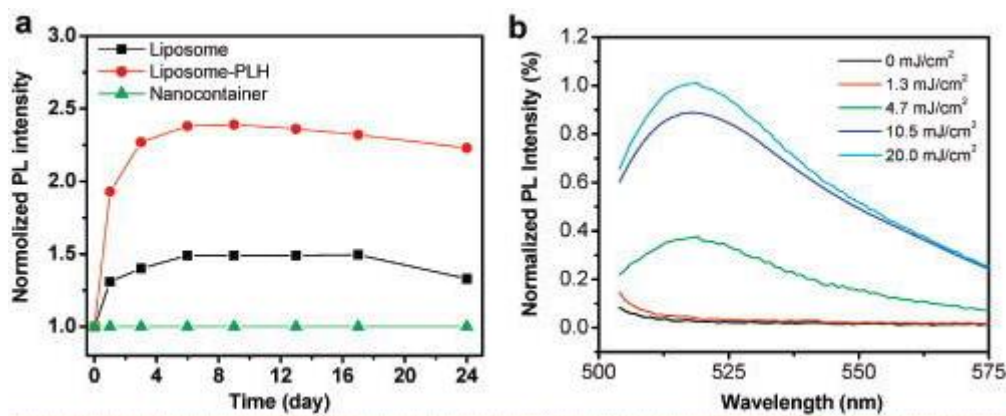 a
Normolized PL intensity
3.0
2.5
2.0
1.5
1.0
Liposome
Liposome-PLH
Nanocontainer
0 4 8 12 16 20 24
Time (day)
b
Normalized PL Intensity (%)
1.2
1.0
0.8
0.6
0.4
0.2
0.0
0 mJ/cm²
1.3 mJ/cm²
4.7 mJ/cm²
10.5 mJ/cm²
20.0 mJ/cm²
500 525 550 575
Wavelength (nm)